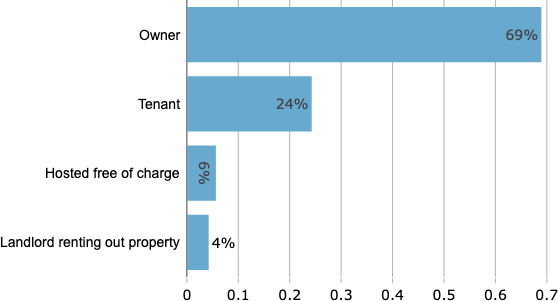 Owner 69%
Tenant 24%
Hosted free of charge 6%
Landlord renting out property 4%
0 0.1 0.2 0.3 0.4 0.5 0.6 0.7